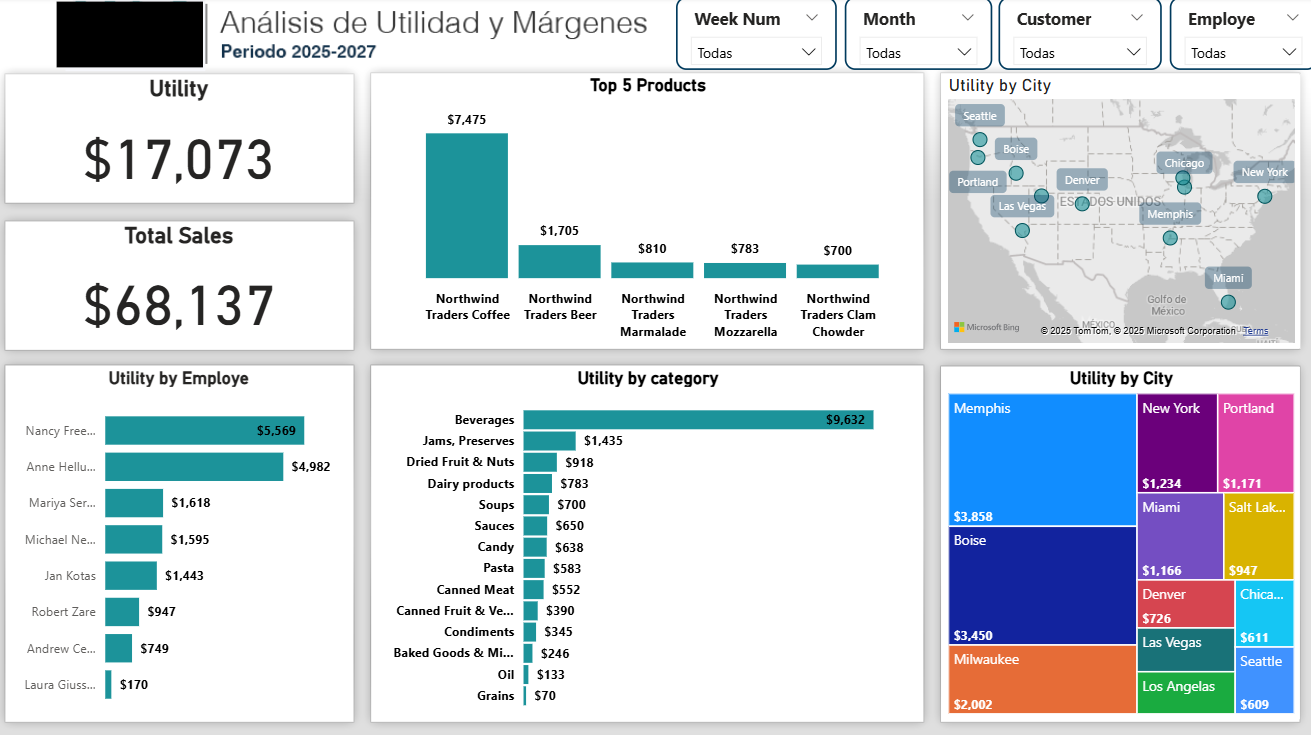 Análisis de Utilidad y Márgenes
Periodo 2025-2027
Week Num
Todas
Month
Todas
Customer
Todas
Employe
Todas
Utility
$17,073
Total Sales
$68,137
Top 5 Products
$7,475
$1,705
$810
$783
$700
Northwind
Traders Coffee
Northwind
Traders Beer
Northwind
Traders
Marmalade
Northwind
Traders
Mozzarella
Northwind
Traders Clam
Chowder
Utility by City
Seattle
Boise
Portland
Las Vegas
Denver
ESTADOS UNIDOS
Chicago
New York
Memphis
Miami
Golfo de
México
MÉXICO
Microsoft Bing
© 2025 TomTom, © 2025 Microsoft Corporation
Terms
Utility by Employe
Nancy Free... $5,569
Anne Hellu... $4,982
Mariya Ser... $1,618
Michael Ne... $1,595
Jan Kotas $1,443
Robert Zare $947
Andrew Ce... $749
Laura Giuss... $170
Utility by category
Beverages $9,632
Jams, Preserves $1,435
Dried Fruit & Nuts $918
Dairy products $783
Soups $700
Sauces $650
Candy $638
Pasta $583
Canned Meat $552
Canned Fruit & Ve... $390
Condiments $345
Baked Goods & Mi... $246
Oil $133
Grains $70
Utility by City
Memphis
$3,858
Boise
$3,450
Milwaukee
$2,002
New York
$1,234
Portland
$1,171
Miami
$1,166
Salt Lak...
$947
Denver
$726
Chica...
$611
Las Vegas
Los Angelas
Seattle
$609